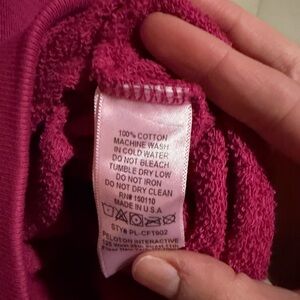 100% COTTON
MACHINE WASH
IN COLD WATER
DO NOT BLEACH
TUMBLE DRY LOW
DO NOT IRON
DO NOT DRY CLEAN
RN# 150110
MADE IN U.S.A
STY# PL-CFT902
PELOTON INTERACTIVE